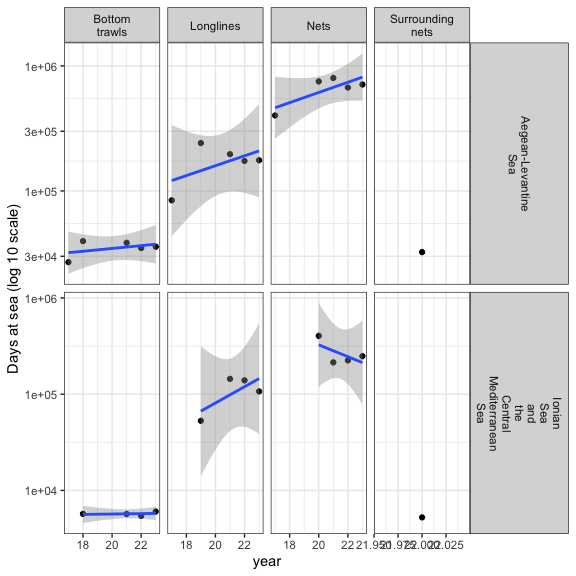 Bottom
trawls
Longlines
Nets
Surrounding
nets
1e+06
3e+05
1e+05
3e+04
Aegean-Levantine
Sea
1e+06
1e+05
1e+04
Ionian
Sea
and
the
Central
Mediterranean
Sea
Days at sea (log 10 scale)
18 20 22
18 20 22
18 20 22
21.950 21.975 22.000 22.025
year